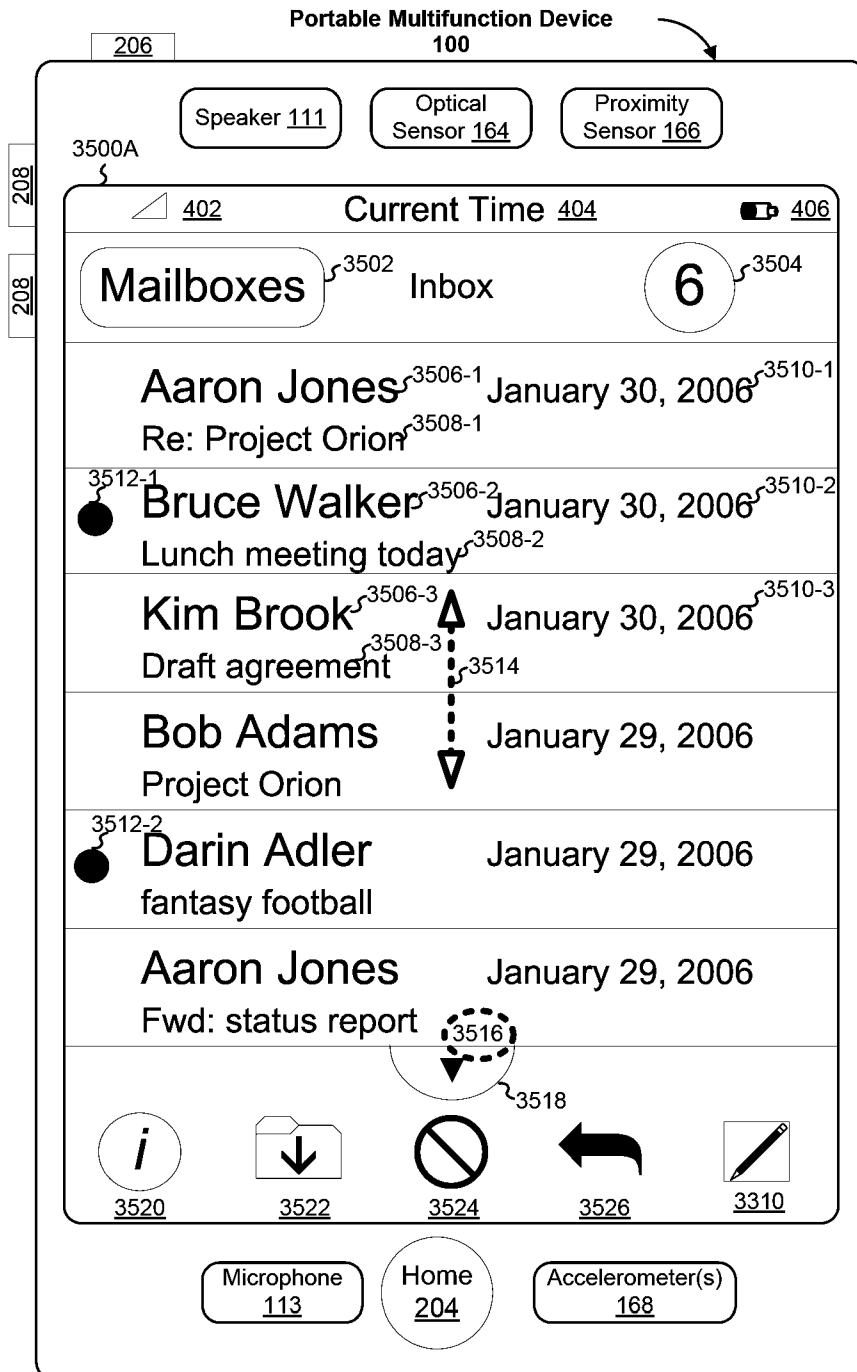 Portable Multifunction Device
100
206
Speaker 111
Optical
Sensor 164
Proximity
Sensor 166
3500A
208
208
402
Current Time 404
406
Mailboxes
3502
Inbox
6
3504
Aaron Jones
3506-1
January 30, 2006
3510-1
Re: Project Orion
3508-1
3512-1
Bruce Walker
3506-2
January 30, 2006
3510-2
Lunch meeting today
3508-2
Kim Brook
3506-3
January 30, 2006
3510-3
Draft agreement
3508-3
3514
Bob Adams
January 29, 2006
Project Orion
3512-2
Darin Adler
January 29, 2006
fantasy football
Aaron Jones
January 29, 2006
Fwd: status report
3516
3518
i
3520
3522
3524
3526
3310
Microphone
113
Home
204
Accelerometer(s)
168